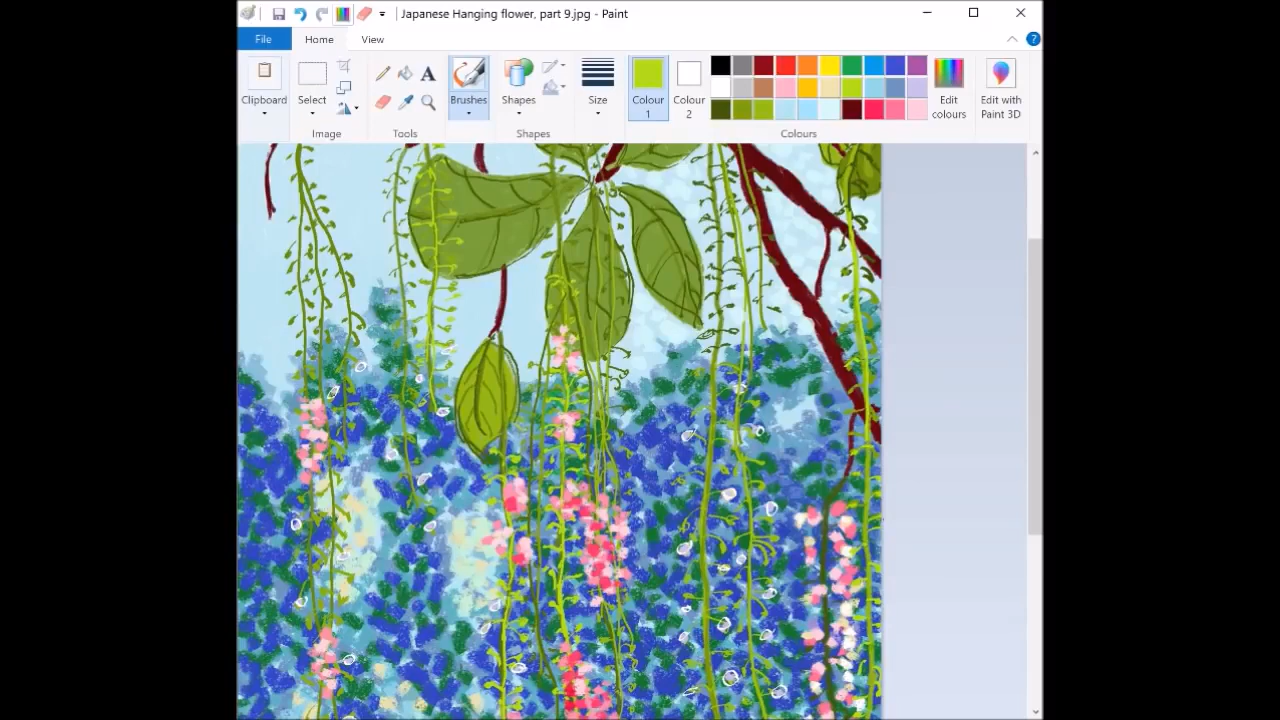 Japanese Hanging flower, part 9.jpg - Paint
File Home View
Clipboard Select Brushes Shapes Size Colour 1 Colour 2 Edit colours Edit with Paint 3D
Image Tools Shapes Colours